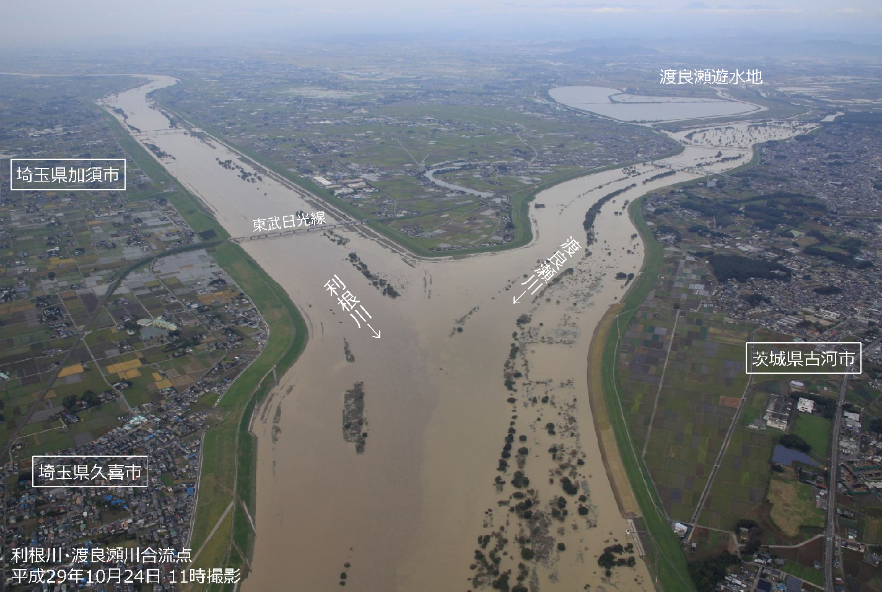 渡良瀬遊水地
埼玉県加須市
東武日光線
渡良瀬川
利根川
茨城県古河市
埼玉県久喜市
利根川・渡良瀬川合流点
平成29年10月24日 11時撮影